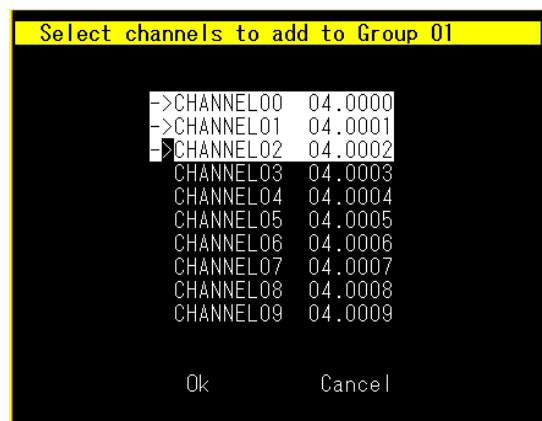 Select channels to add to Group 01
->CHANNEL00 04.0000
->CHANNEL01 04.0001
->CHANNEL02 04.0002
CHANNEL03 04.0003
CHANNEL04 04.0004
CHANNEL05 04.0005
CHANNEL06 04.0006
CHANNEL07 04.0007
CHANNEL08 04.0008
CHANNEL09 04.0009
Ok Cancel